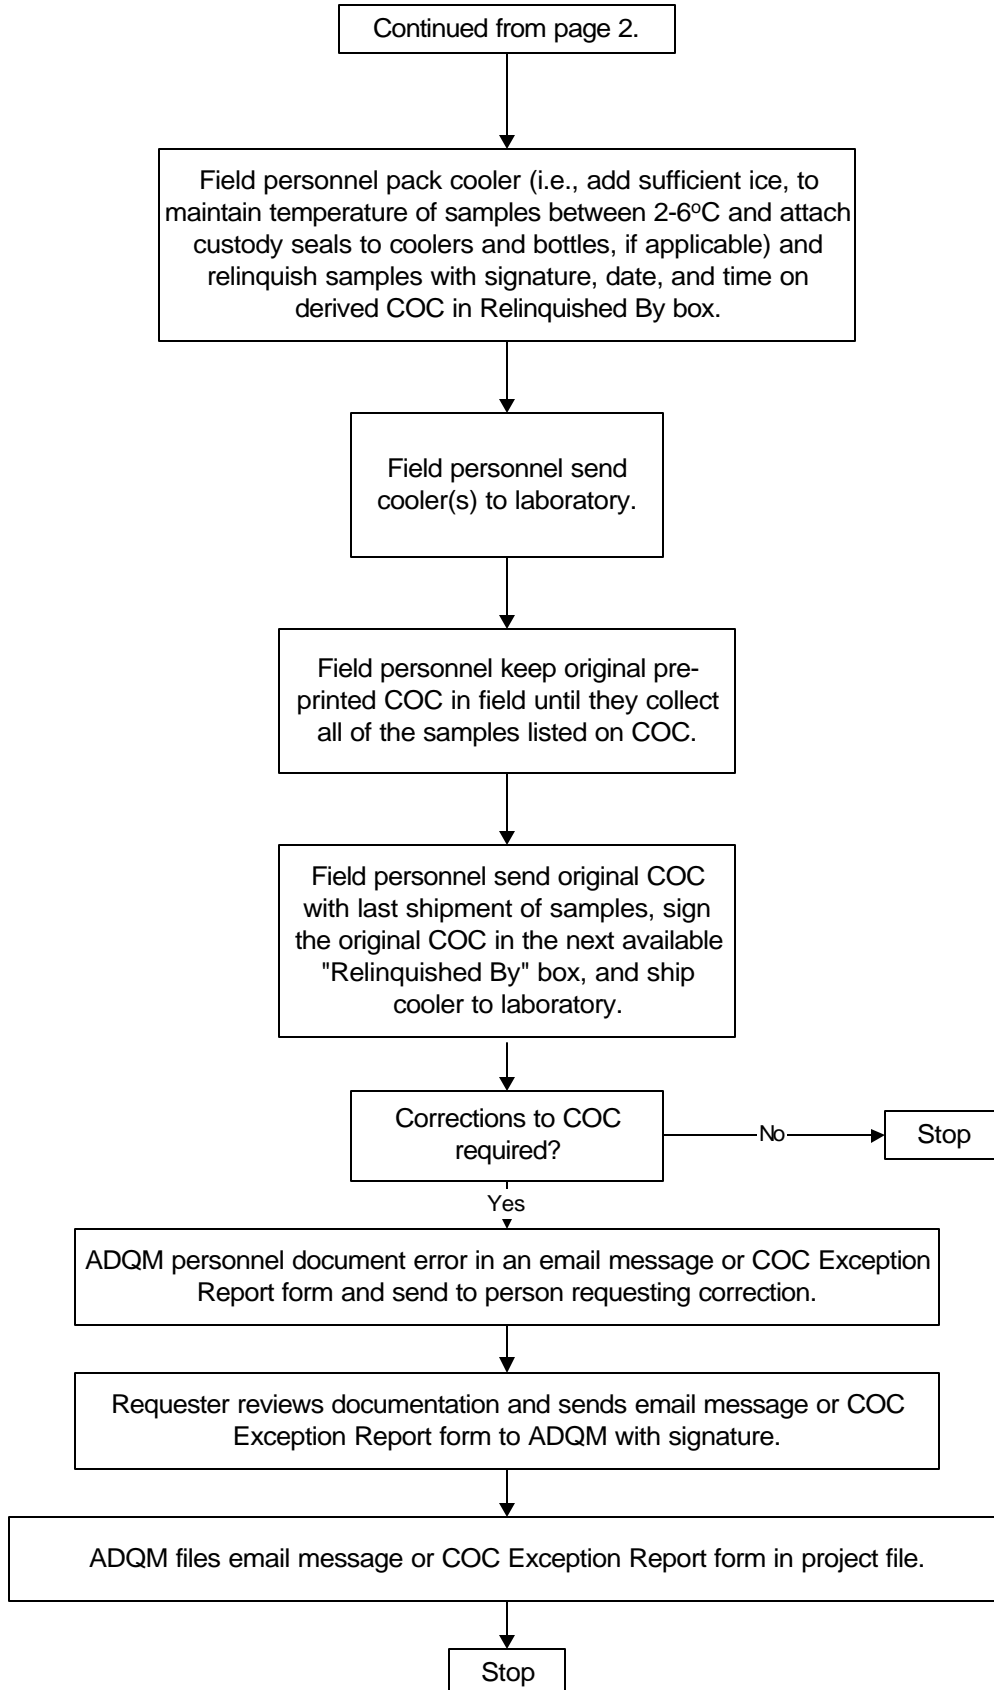 Continued from page 2.
Field personnel pack cooler (i.e., add sufficient ice, to
maintain temperature of samples between 2-6ºC and attach
custody seals to coolers and bottles, if applicable) and
relinquish samples with signature, date, and time on
derived COC in Relinquished By box.
Field personnel send
cooler(s) to laboratory.
Field personnel keep original pre-
printed COC in field until they collect
all of the samples listed on COC.
Field personnel send original COC
with last shipment of samples, sign
the original COC in the next available
"Relinquished By" box, and ship
cooler to laboratory.
Corrections to COC
required?
No
Stop
Yes
ADQM personnel document error in an email message or COC Exception
Report form and send to person requesting correction.
Requester reviews documentation and sends email message or COC
Exception Report form to ADQM with signature.
ADQM files email message or COC Exception Report form in project file.
Stop